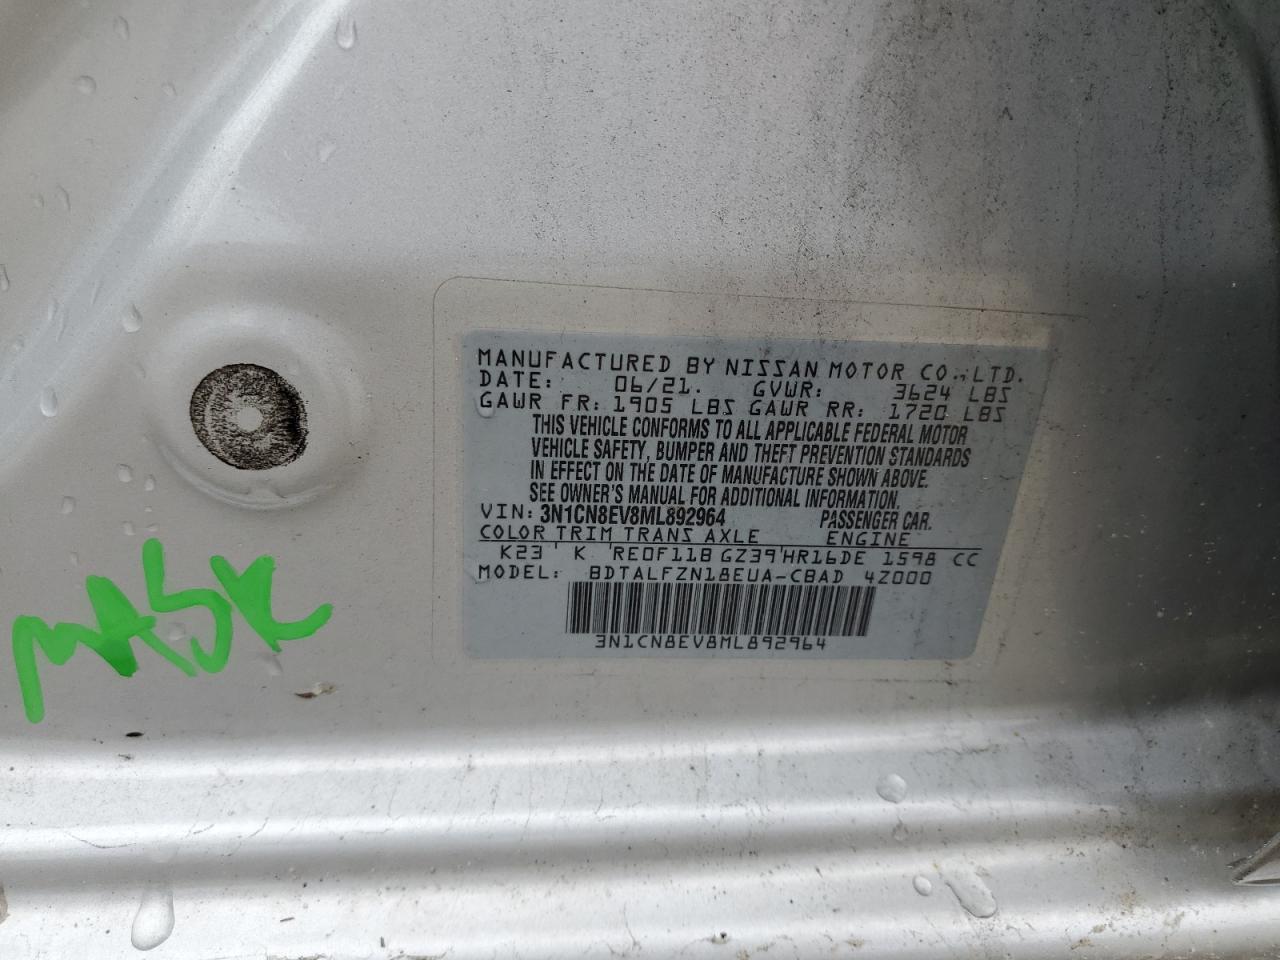 MANUFACTURED BY NISSAN MOTOR CO.,LTD.
DATE: 06/21. GVWR: 3624 LBS
GAWR FR: 1905 LBS GAWR RR: 1720 LBS
THIS VEHICLE CONFORMS TO ALL APPLICABLE FEDERAL MOTOR
VEHICLE SAFETY, BUMPER AND THEFT PREVENTION STANDARDS
IN EFFECT ON THE DATE OF MANUFACTURE SHOWN ABOVE.
SEE OWNER'S MANUAL FOR ADDITIONAL INFORMATION.
VIN: 3N1CN8EV8ML892964 PASSENGER CAR.
COLOR TRIM TRANS AXLE ENGINE
K23 ' K 'RE0F11B GZ39'HR16DE 1598 CC
MODEL: BDTALFZN18EUA-CBAD 4Z000
3N1CN8EV8ML892964
MASK